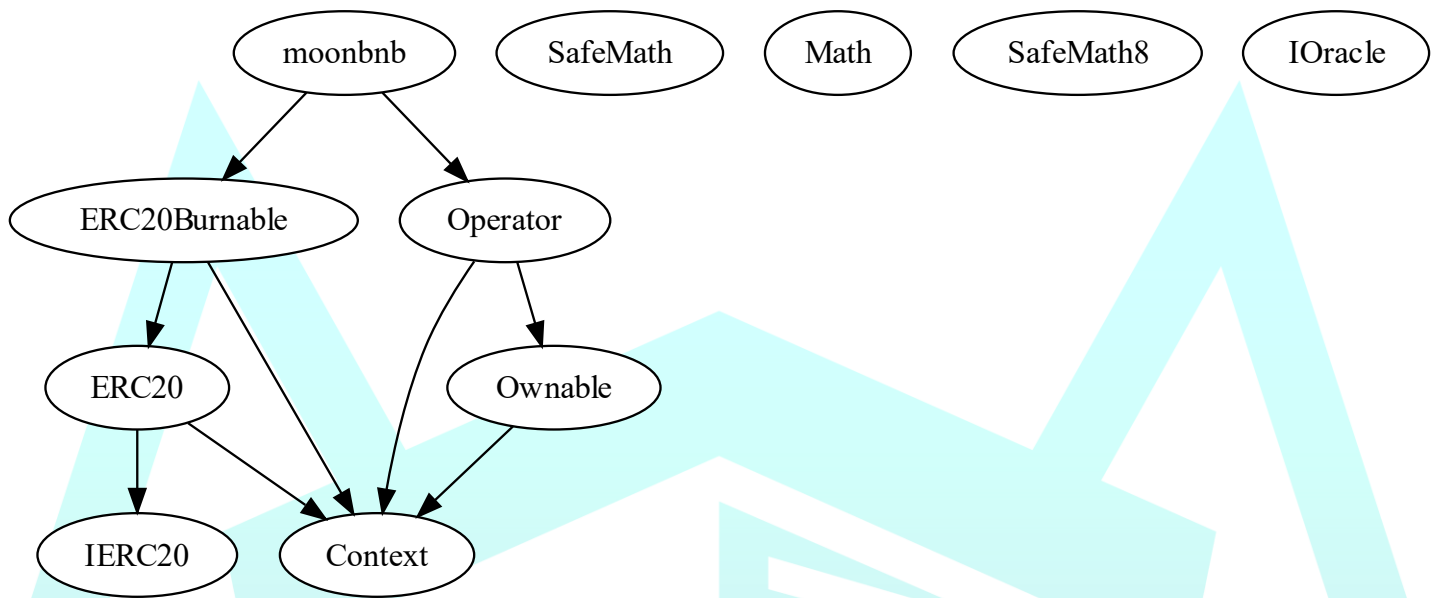 moonbnb
SafeMath
Math
SafeMath8
IOracle
ERC20Burnable
Operator
ERC20
Ownable
IERC20
Context